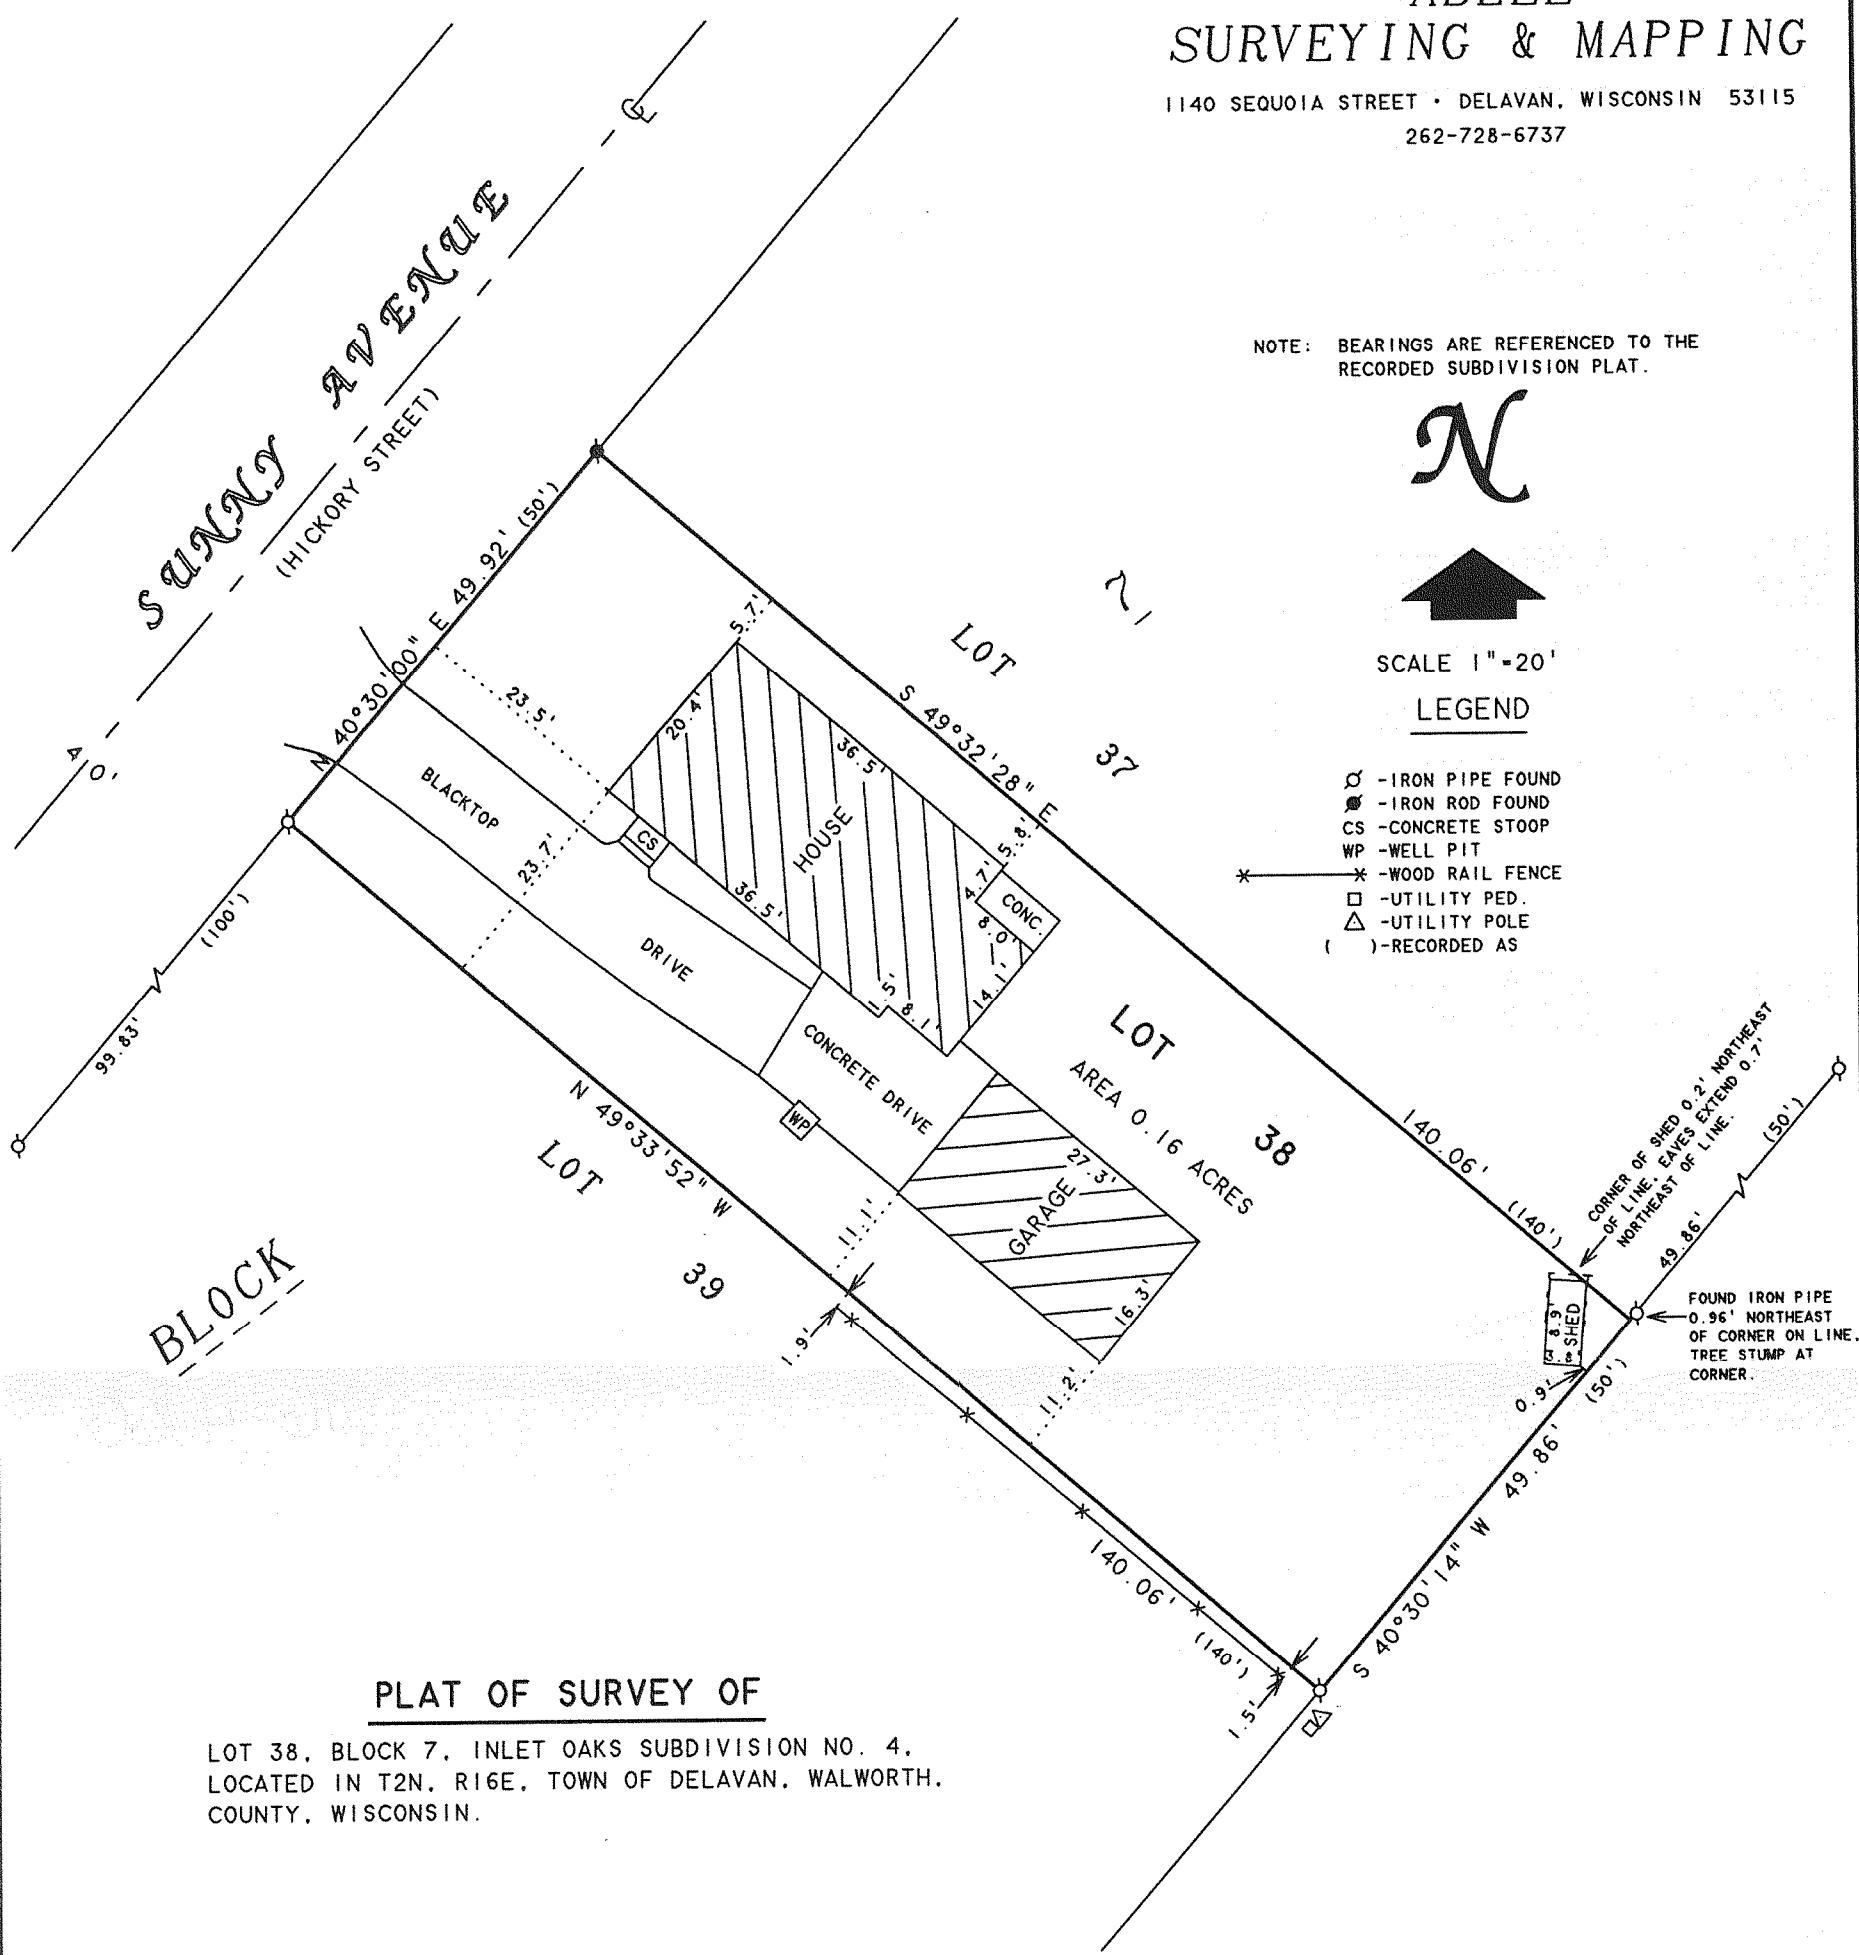 SURVEYING & MAPPING
1140 SEQUOIA STREET • DELAVAN, WISCONSIN 53115
262-728-6737
NOTE: BEARINGS ARE REFERENCED TO THE
RECORDED SUBDIVISION PLAT.
N
SCALE 1"=20'
LEGEND
-IRON PIPE FOUND
-IRON ROD FOUND
CS -CONCRETE STOOP
WP -WELL PIT
-WOOD RAIL FENCE
-UTILITY PED.
-UTILITY POLE
( )-RECORDED AS
SUNNY AVENUE
(HICKORY STREET)
40'
N 40°30'00" E 49.92' (50')
(100')
99.83'
23.5'
5.7'
20.4'
36.5'
HOUSE
36.5'
CS
23.7'
BLACKTOP
DRIVE
5.8'
4.7'
CONC.
8.0'
14.1'
1.5'
8.1'
CONCRETE DRIVE
WP
LOT
37
S 49°32'28" E
140.06'
(140')
LOT
38
AREA 0.16 ACRES
27.3'
GARAGE
16.3'
11.1'
11.2'
1.9'
N 49°33'52" W
140.06'
(140')
1.5'
LOT
39
BLOCK
CORNER OF SHED 0.2' NORTHEAST
OF LINE. EAVES EXTEND 0.7'
NORTHEAST OF LINE.
(50')
49.86'
8.9'
SHED
3.8'
0.9'
FOUND IRON PIPE
0.96' NORTHEAST
OF CORNER ON LINE.
TREE STUMP AT
CORNER.
(50')
S 40°30'14" W 49.86'
PLAT OF SURVEY OF
LOT 38, BLOCK 7, INLET OAKS SUBDIVISION NO. 4,
LOCATED IN T2N, R16E, TOWN OF DELAVAN, WALWORTH,
COUNTY, WISCONSIN.